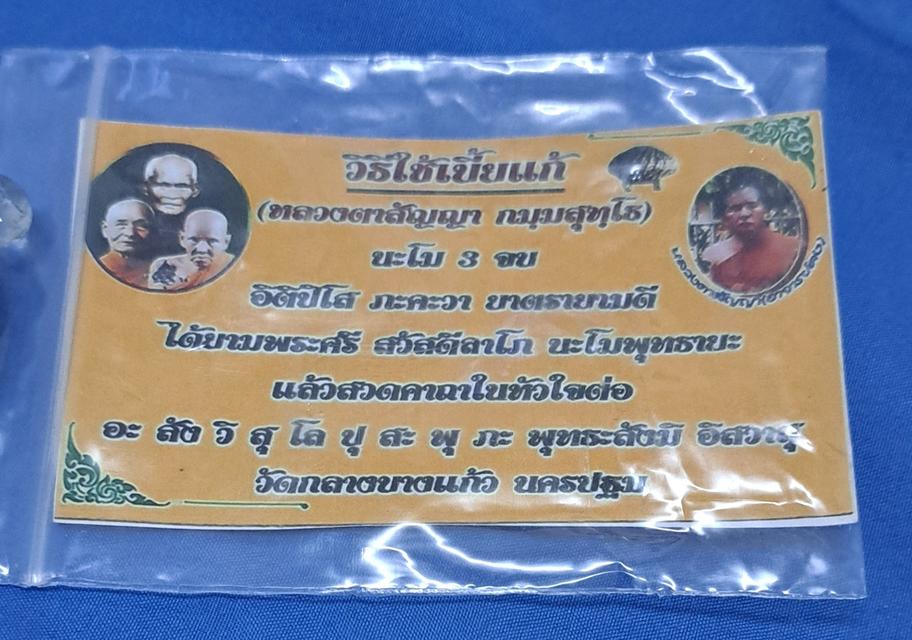 วิธีใช้เบี้ยแก้
(หลวงตาสัญญา กมฺมสุทฺโธ)
นะโม 3 จบ
อิติปิโส ภะคะวา ยาตรายามดี
ได้ยามพระศรี สวัสดีลาโภ นะโมพุทธายะ
แล้วสวดคาถาใบหัวใจต่อ
อะ สัง วิ สุ โล ปุ สะ พุ ภะ พุทธะสังมิ อิสวาสุ
วัดกลางบางแก้ว นครปฐม